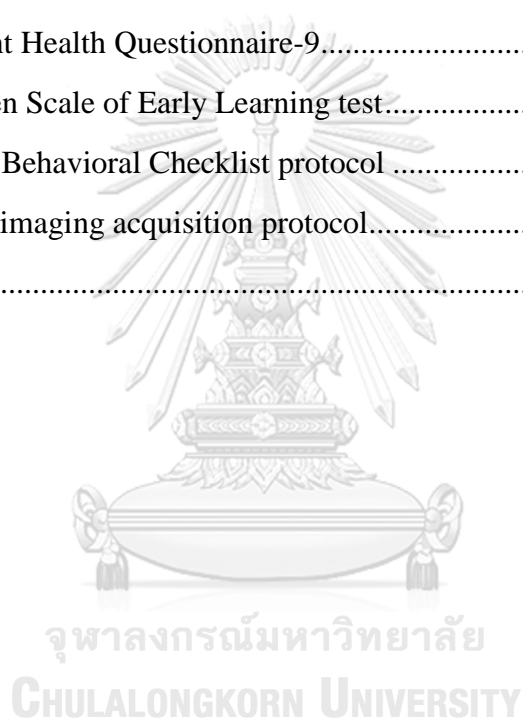 nt Health Questionnaire-9.......................
en Scale of Early Learning test.................
Behavioral Checklist protocol .................
imaging acquisition protocol...................
................................................................
จุฬาลงกรณ์มหาวิทยาลัย
CHULALONGKORN UNIVERSITY